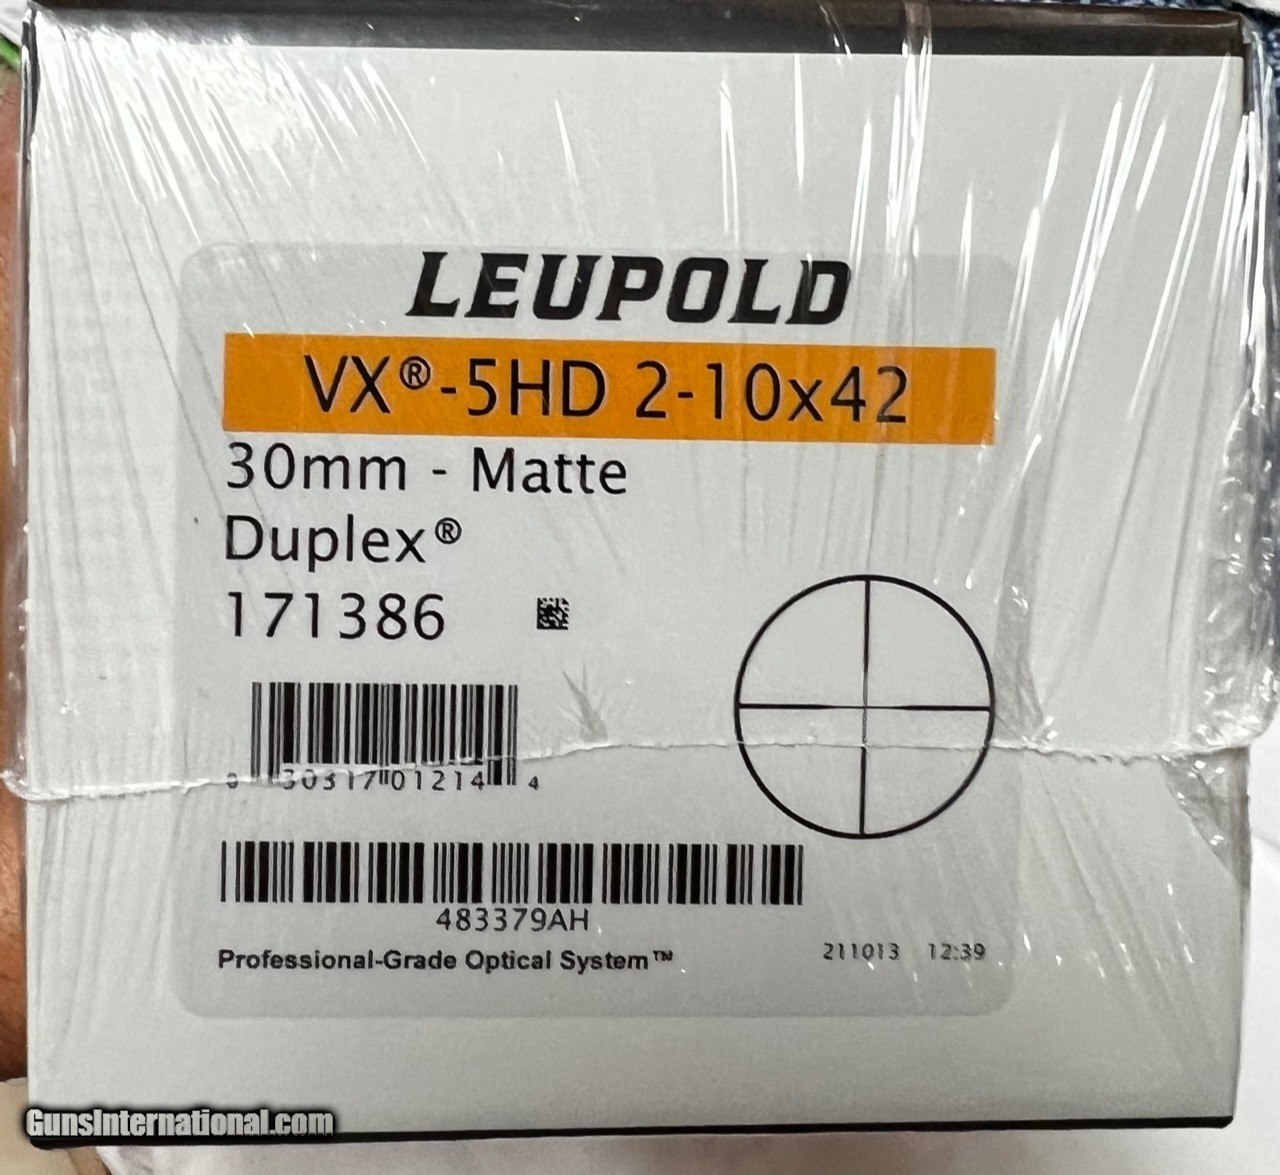 LEUPOLD
VX®-5HD 2-10x42
30mm - Matte
Duplex®
171386
0 30317 01214 4
483379AH
Professional-Grade Optical System™
211013 12:39
GunsInternational.com